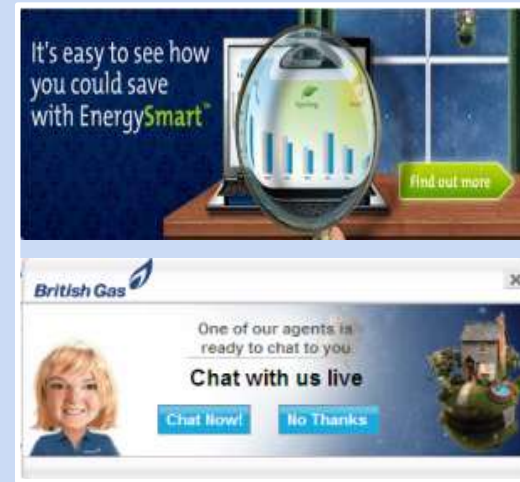 It's easy to see how
you could save
with EnergySmart™
Find out more
British Gas
One of our agents is
ready to chat to you
Chat with us live
Chat Now!
No Thanks